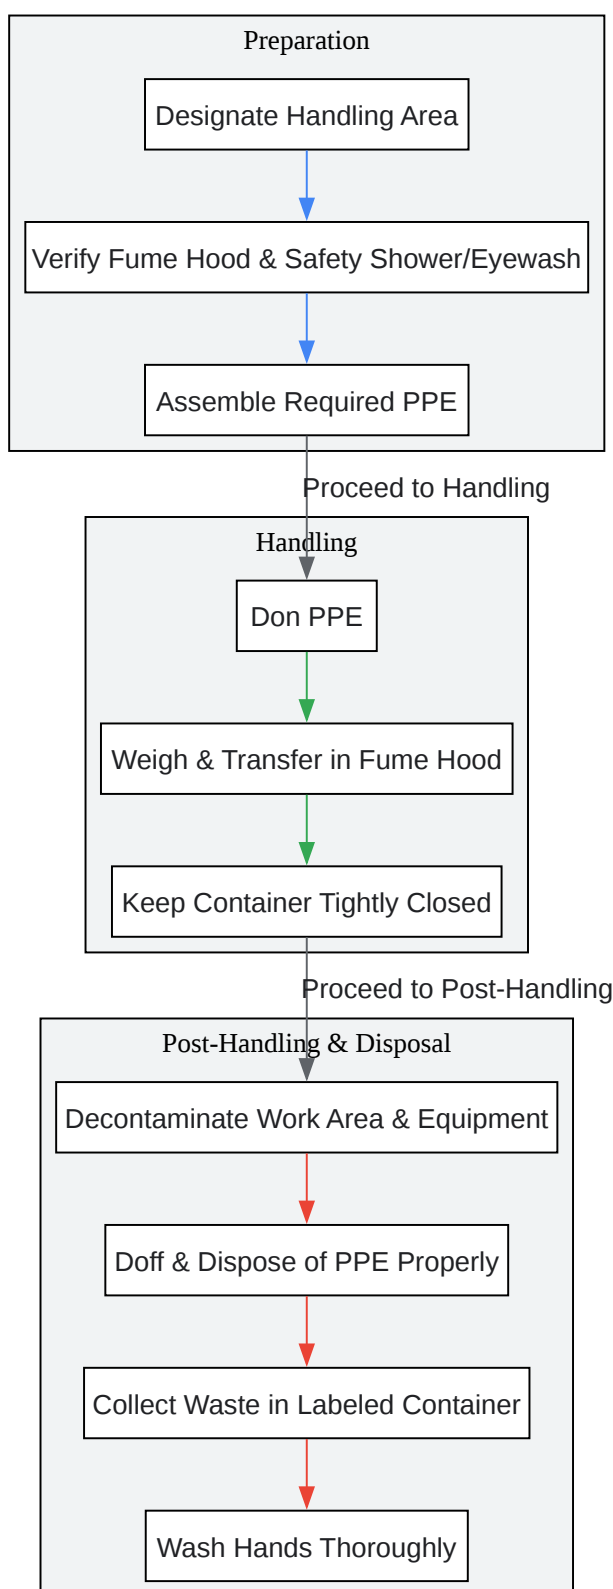 Preparation
Designate Handling Area
Verify Fume Hood & Safety Shower/Eyewash
Assemble Required PPE
Proceed to Handling
Handling
Don PPE
Weigh & Transfer in Fume Hood
Keep Container Tightly Closed
Proceed to Post-Handling
Post-Handling & Disposal
Decontaminate Work Area & Equipment
Doff & Dispose of PPE Properly
Collect Waste in Labeled Container
Wash Hands Thoroughly